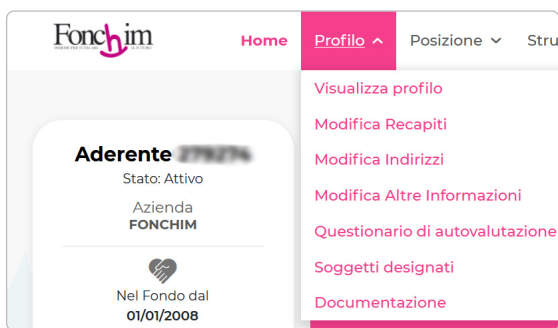 Fonchim
Home
Profilo
Posizione
Stru
Visualizza profilo
Modifica Recapiti
Modifica Indirizzi
Modifica Altre Informazioni
Questionario di autovalutazione
Soggetti designati
Documentazione
Aderente
Stato: Attivo
Azienda
FONCHIM
Nel Fondo dal
01/01/2008